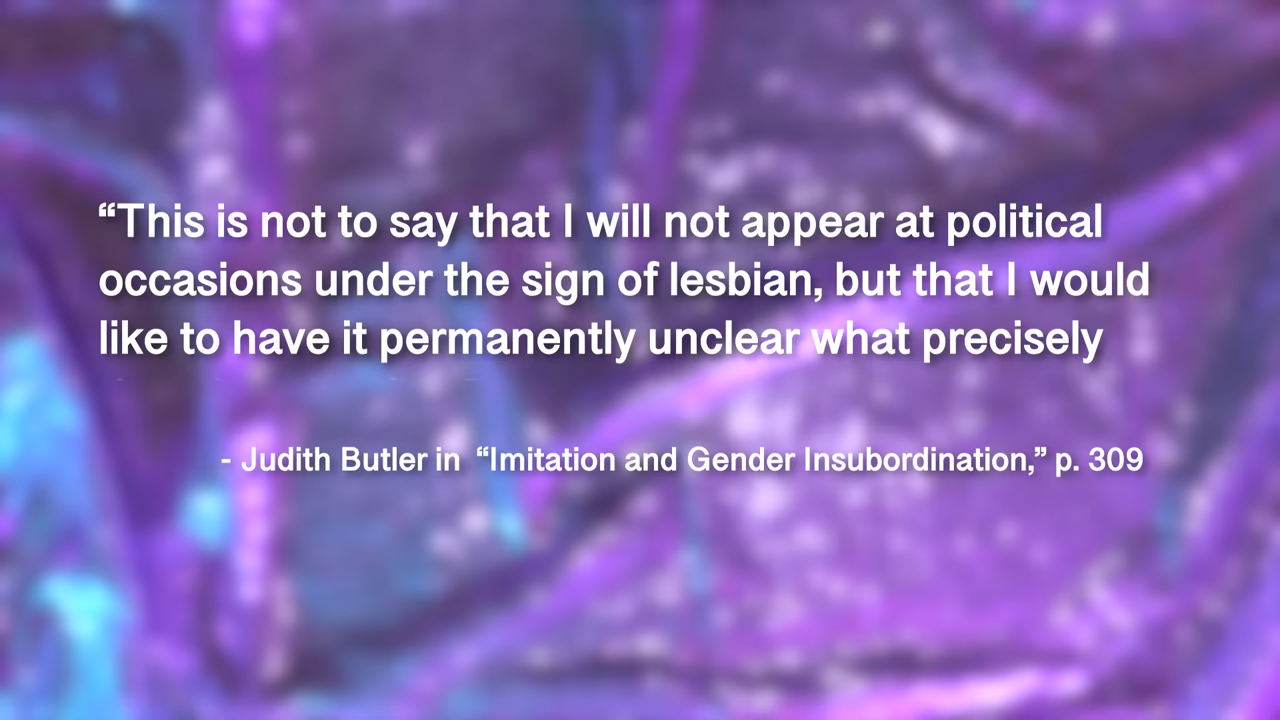 “This is not to say that I will not appear at political
occasions under the sign of lesbian, but that I would
like to have it permanently unclear what precisely
- Judith Butler in “Imitation and Gender Insubordination,” p. 309